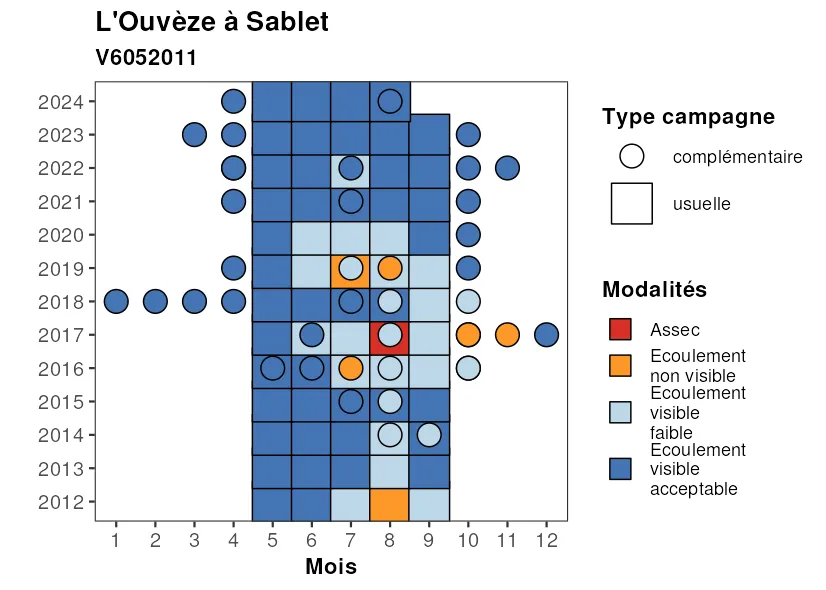 L'Ouvèze à Sablet
V6052011
2024
2023
2022
2021
2020
2019
2018
2017
2016
2015
2014
2013
2012
1 2 3 4 5 6 7 8 9 10 11 12
Mois
Type campagne
complémentaire
usuelle
Modalités
Assec
Ecoulement
non visible
Ecoulement
visible
faible
Ecoulement
visible
acceptable